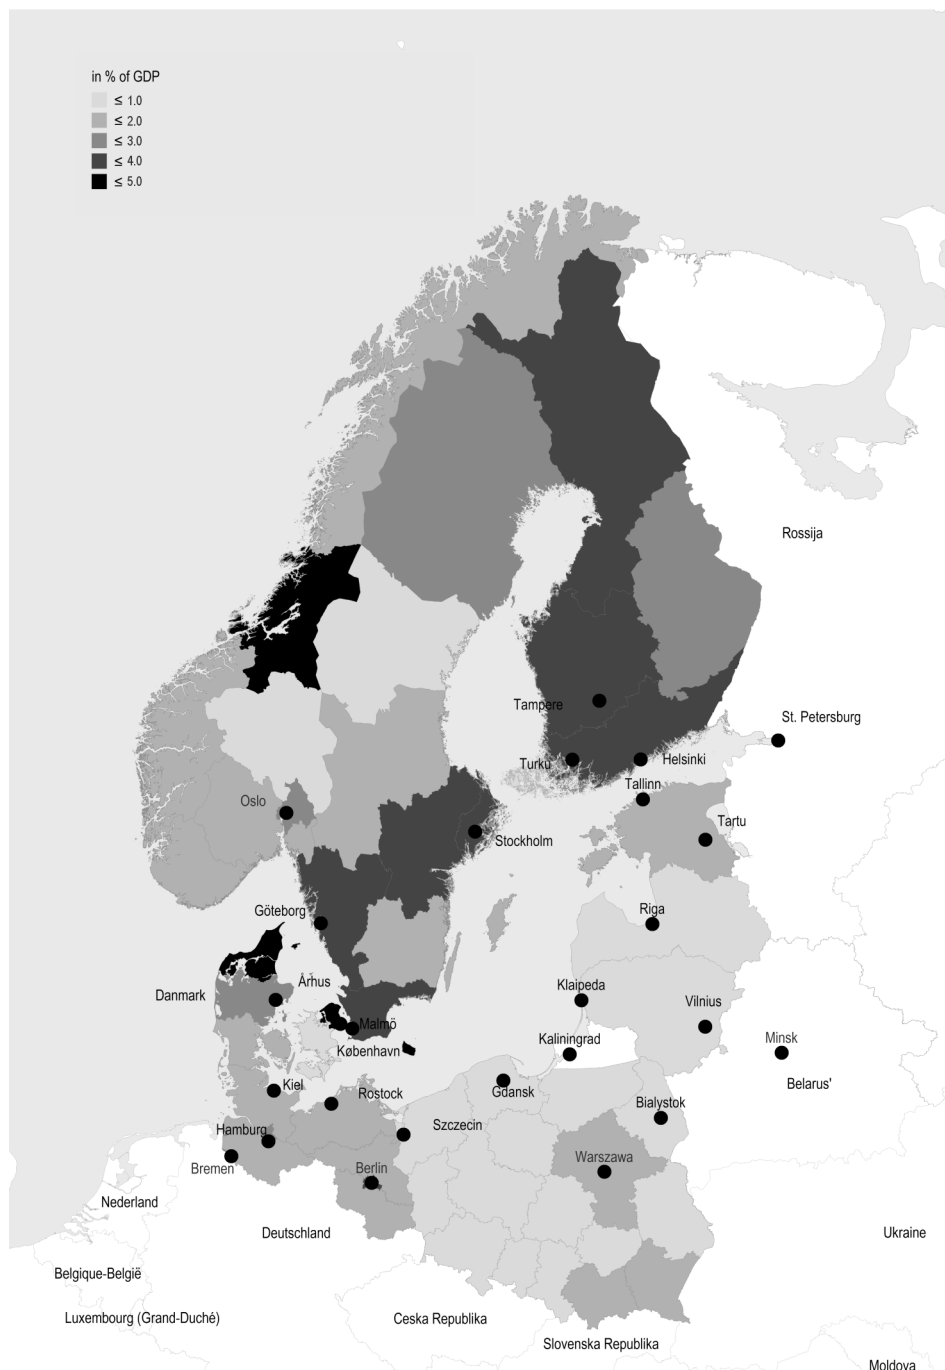 in % of GDP
≤ 1.0
≤ 2.0
≤ 3.0
≤ 4.0
≤ 5.0
Rossija
Tampere
St. Petersburg
Turku
Helsinki
Tallinn
Oslo
Tartu
Stockholm
Göteborg
Riga
Århus
Klaipeda
Danmark
Vilnius
Malmö
Kaliningrad
Minsk
København
Belarus'
Kiel
Rostock
Gdansk
Bialystok
Szczecin
Hamburg
Warszawa
Bremen
Berlin
Nederland
Deutschland
Ukraine
Belgique-België
Luxembourg (Grand-Duché)
Ceska Republika
Slovenska Republika
Moldova